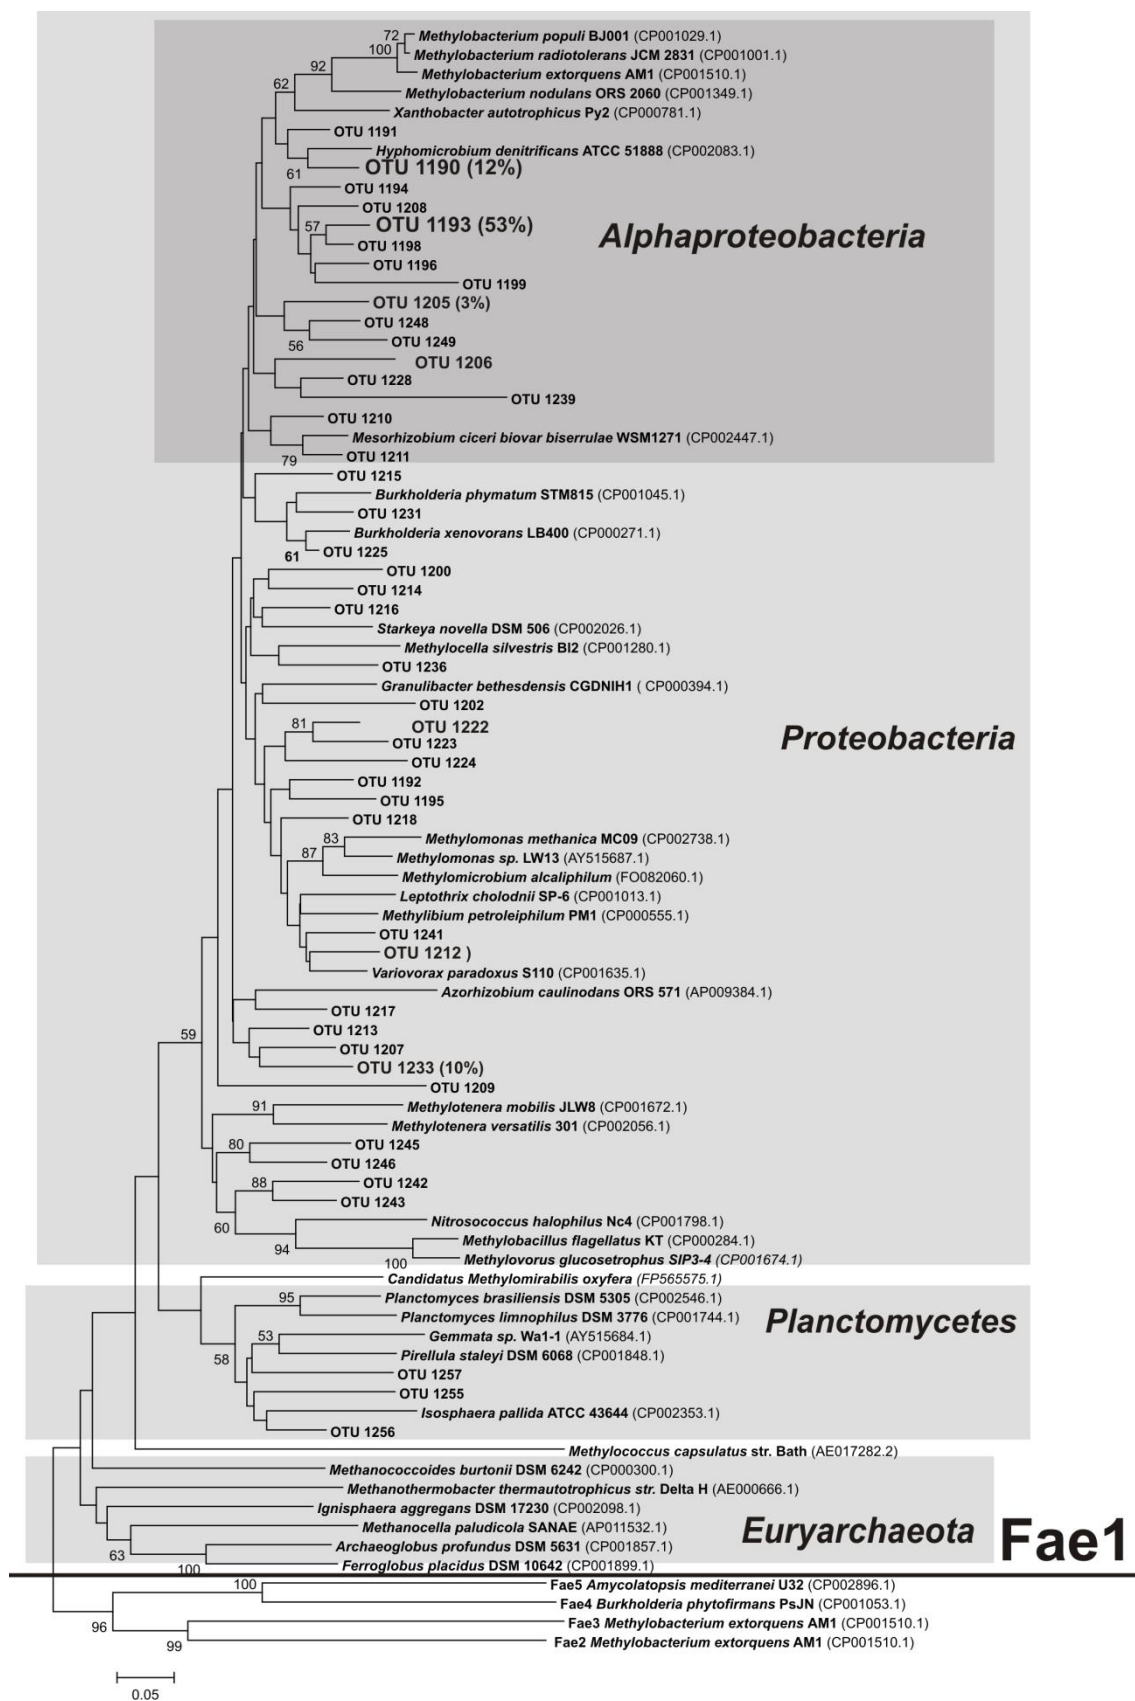 72
Methylobacterium populi BJ001 (CP001029.1)
100
Methylobacterium radiotolerans JCM 2831 (CP001001.1)
92
Methylobacterium extorquens AM1 (CP001510.1)
62
Methylobacterium nodulans ORS 2060 (CP001349.1)
Xanthobacter autotrophicus Py2 (CP000781.1)
OTU 1191
Hyphomicrobium denitrificans ATCC 51888 (CP002083.1)
OTU 1190 (12%)
61
OTU 1194
OTU 1208
57
OTU 1193 (53%)
Alphaproteobacteria
OTU 1198
OTU 1196
OTU 1199
OTU 1205 (3%)
OTU 1248
56
OTU 1249
OTU 1206
OTU 1228
OTU 1239
OTU 1210
Mesorhizobium ciceri biovar biserrulae WSM1271 (CP002447.1)
79
OTU 1211
OTU 1215
Burkholderia phymatum STM815 (CP001045.1)
OTU 1231
Burkholderia xenovorans LB400 (CP000271.1)
61
OTU 1225
OTU 1200
OTU 1214
OTU 1216
Starkeya novella DSM 506 (CP002026.1)
Methylocella silvestris Bl2 (CP001280.1)
OTU 1236
Granulibacter bethesdensis CGDNIH1 ( CP000394.1)
OTU 1202
81
OTU 1222
Proteobacteria
OTU 1223
OTU 1224
OTU 1192
OTU 1195
OTU 1218
83
Methylomonas methanica MC09 (CP002738.1)
87
Methylomonas sp. LW13 (AY515687.1)
Methylomicrobium alcaliphilum (FO082060.1)
Leptothrix cholodnii SP-6 (CP001013.1)
Methylibium petroleiphilum PM1 (CP000555.1)
OTU 1241
OTU 1212 )
Variovorax paradoxus S110 (CP001635.1)
Azorhizobium caulinodans ORS 571 (AP009384.1)
OTU 1217
59
OTU 1213
OTU 1207
OTU 1233 (10%)
OTU 1209
91
Methylotenera mobilis JLW8 (CP001672.1)
Methylotenera versatilis 301 (CP002056.1)
80
OTU 1245
OTU 1246
88
OTU 1242
OTU 1243
60
Nitrosococcus halophilus Nc4 (CP001798.1)
94
Methylobacillus flagellatus KT (CP000284.1)
100
Methylovorus glucosetrophus SIP3-4 (CP001674.1)
Candidatus Methylomirabilis oxyfera (FP565575.1)
95
Planctomyces brasiliensis DSM 5305 (CP002546.1)
Planctomyces limnophilus DSM 3776 (CP001744.1)
Planctomycetes
53
Gemmata sp. Wa1-1 (AY515684.1)
58
Pirellula staleyi DSM 6068 (CP001848.1)
OTU 1257
OTU 1255
Isosphaera pallida ATCC 43644 (CP002353.1)
OTU 1256
Methylococcus capsulatus str. Bath (AE017282.2)
Methanococcoides burtonii DSM 6242 (CP000300.1)
Methanothermobacter thermautotrophicus str. Delta H (AE000666.1)
Ignisphaera aggregans DSM 17230 (CP002098.1)
Methanocella paludicola SANAE (AP011532.1)
Euryarchaeota
Fae1
63
Archaeoglobus profundus DSM 5631 (CP001857.1)
100
Ferroglobus placidus DSM 10642 (CP001899.1)
100
Fae5 Amycolatopsis mediterranei U32 (CP002896.1)
Fae4 Burkholderia phytofirmans PsJN (CP001053.1)
96
Fae3 Methylobacterium extorquens AM1 (CP001510.1)
99
Fae2 Methylobacterium extorquens AM1 (CP001510.1)
0.05